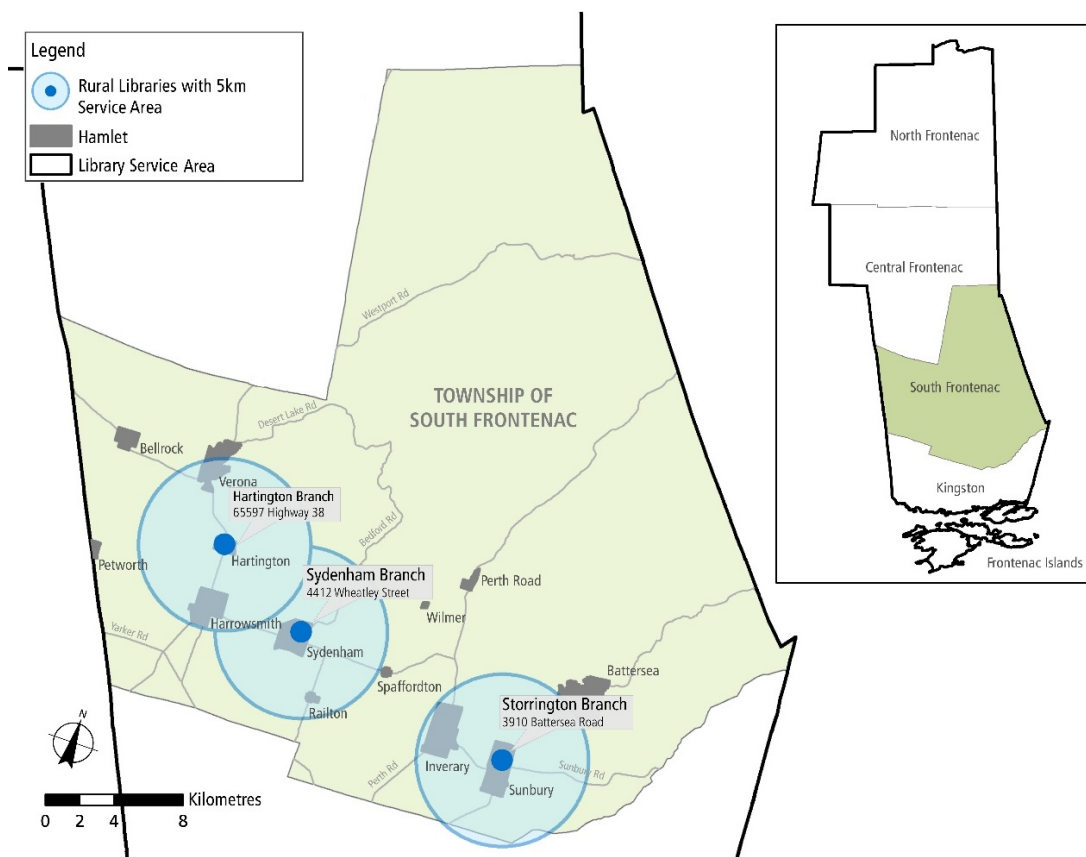 Legend
Rural Libraries with 5km
Service Area
Hamlet
Library Service Area
North Frontenac
Central Frontenac
South Frontenac
Kingston
Frontenac Islands
Westport Rd
TOWNSHIP OF
SOUTH FRONTENAC
Desert Lake Rd
Bellrock
Verona
Hartington Branch
65597 Highway 38
Bedford Rd
Hartington
Petworth
Sydenham Branch
4412 Wheatley Street
Perth Road
Wilmer
Harrowsmith
Yarker Rd
Sydenham
Spaffordton
Battersea
Railton
Storrington Branch
3910 Battersea Road
N
Inverary
Sunbury Rd
Perth Rd
Sunbury
Kilometres
0 2 4 8